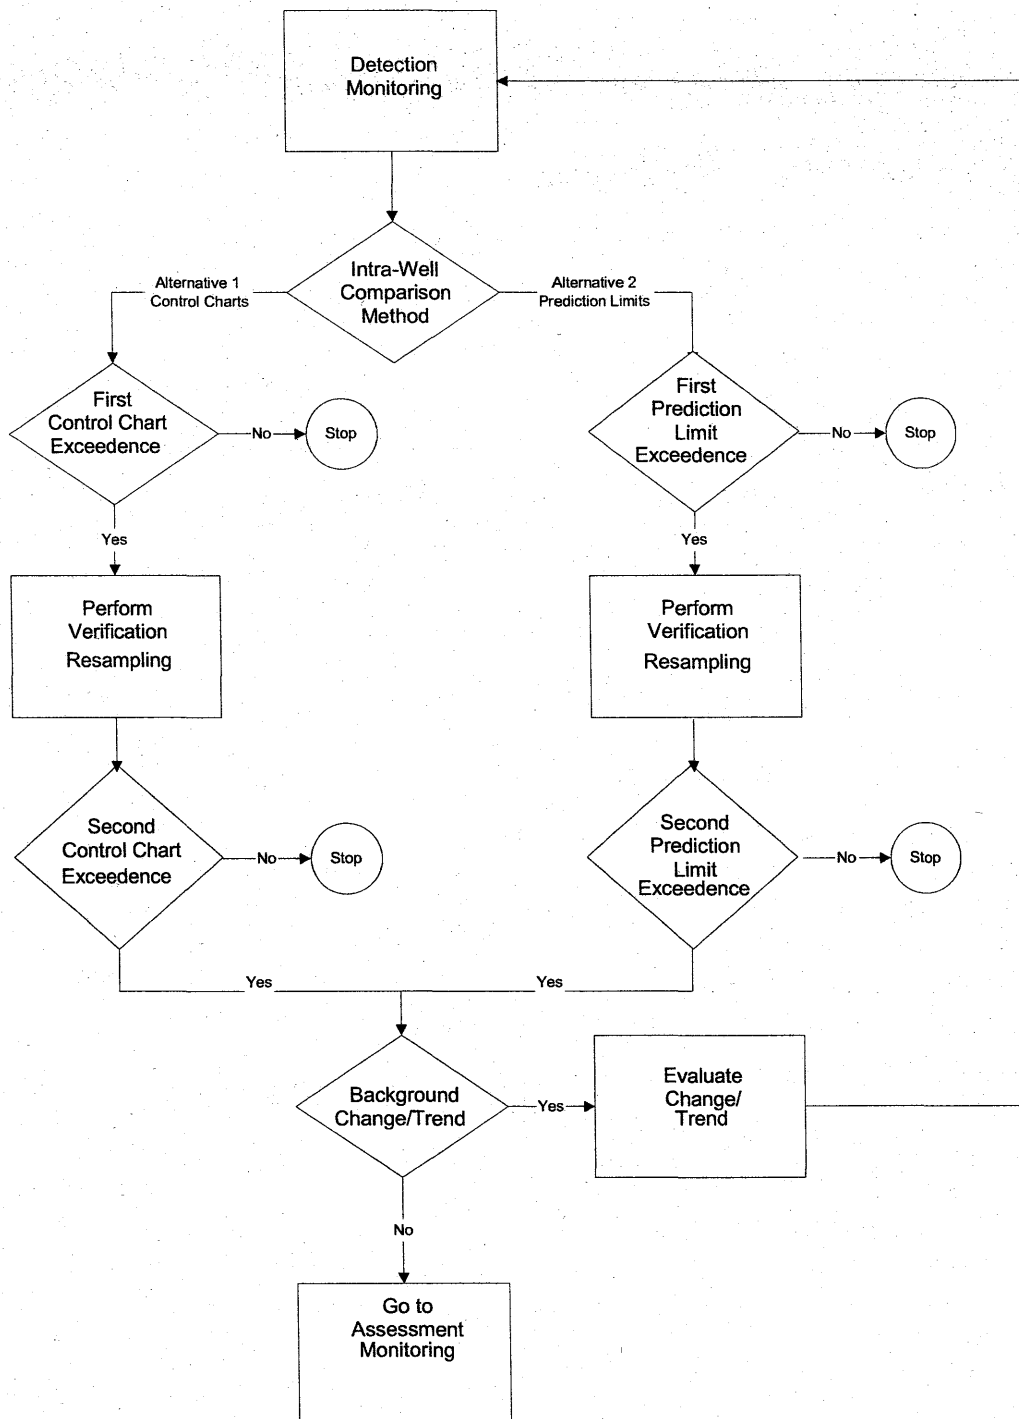 Detection
Monitoring
Intra-Well
Comparison
Method
Alternative 1
Control Charts
Alternative 2
Prediction Limits
First
Control Chart
Exceedence
No
Stop
First
Prediction
Limit
Exceedence
No
Stop
Yes
Yes
Perform
Verification
Resampling
Perform
Verification
Resampling
Second
Control Chart
Exceedence
No
Stop
Second
Prediction
Limit
Exceedence
No
Stop
Yes
Yes
Background
Change/Trend
Yes
Evaluate
Change/
Trend
No
Go to
Assessment
Monitoring